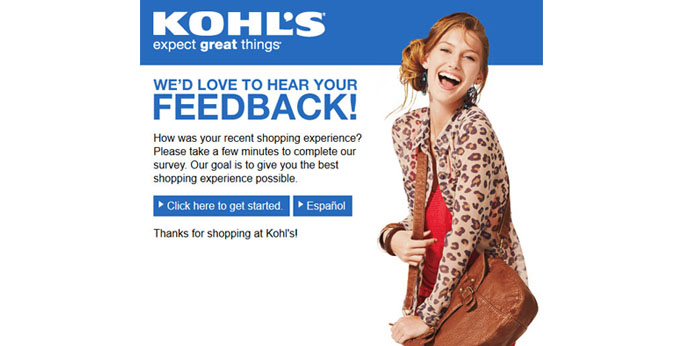 KOHL'S
expect great things
WE'D LOVE TO HEAR YOUR
FEEDBACK!
How was your recent shopping experience?
Please take a few minutes to complete our
survey. Our goal is to give you the best
shopping experience possible.
Click here to get started. Español
Thanks for shopping at Kohl's!